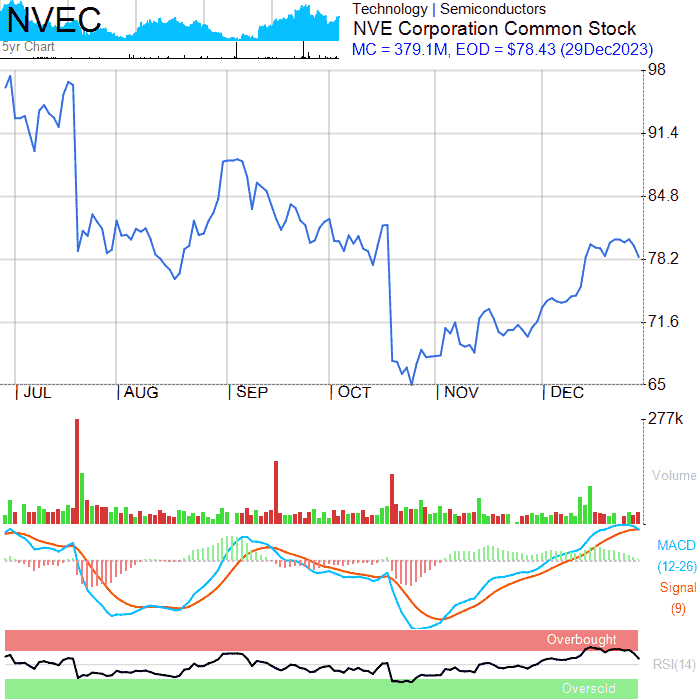 NVEC
5yr Chart
Technology | Semiconductors
NVE Corporation Common Stock
MC = 379.1M, EOD = $78.43 (29Dec2023)
98
91.4
84.8
78.2
71.6
65
JUL AUG SEP OCT NOV DEC
277k
Volume
MACD
(12-26)
Signal
(9)
Overbought
RSI(14)
Oversold